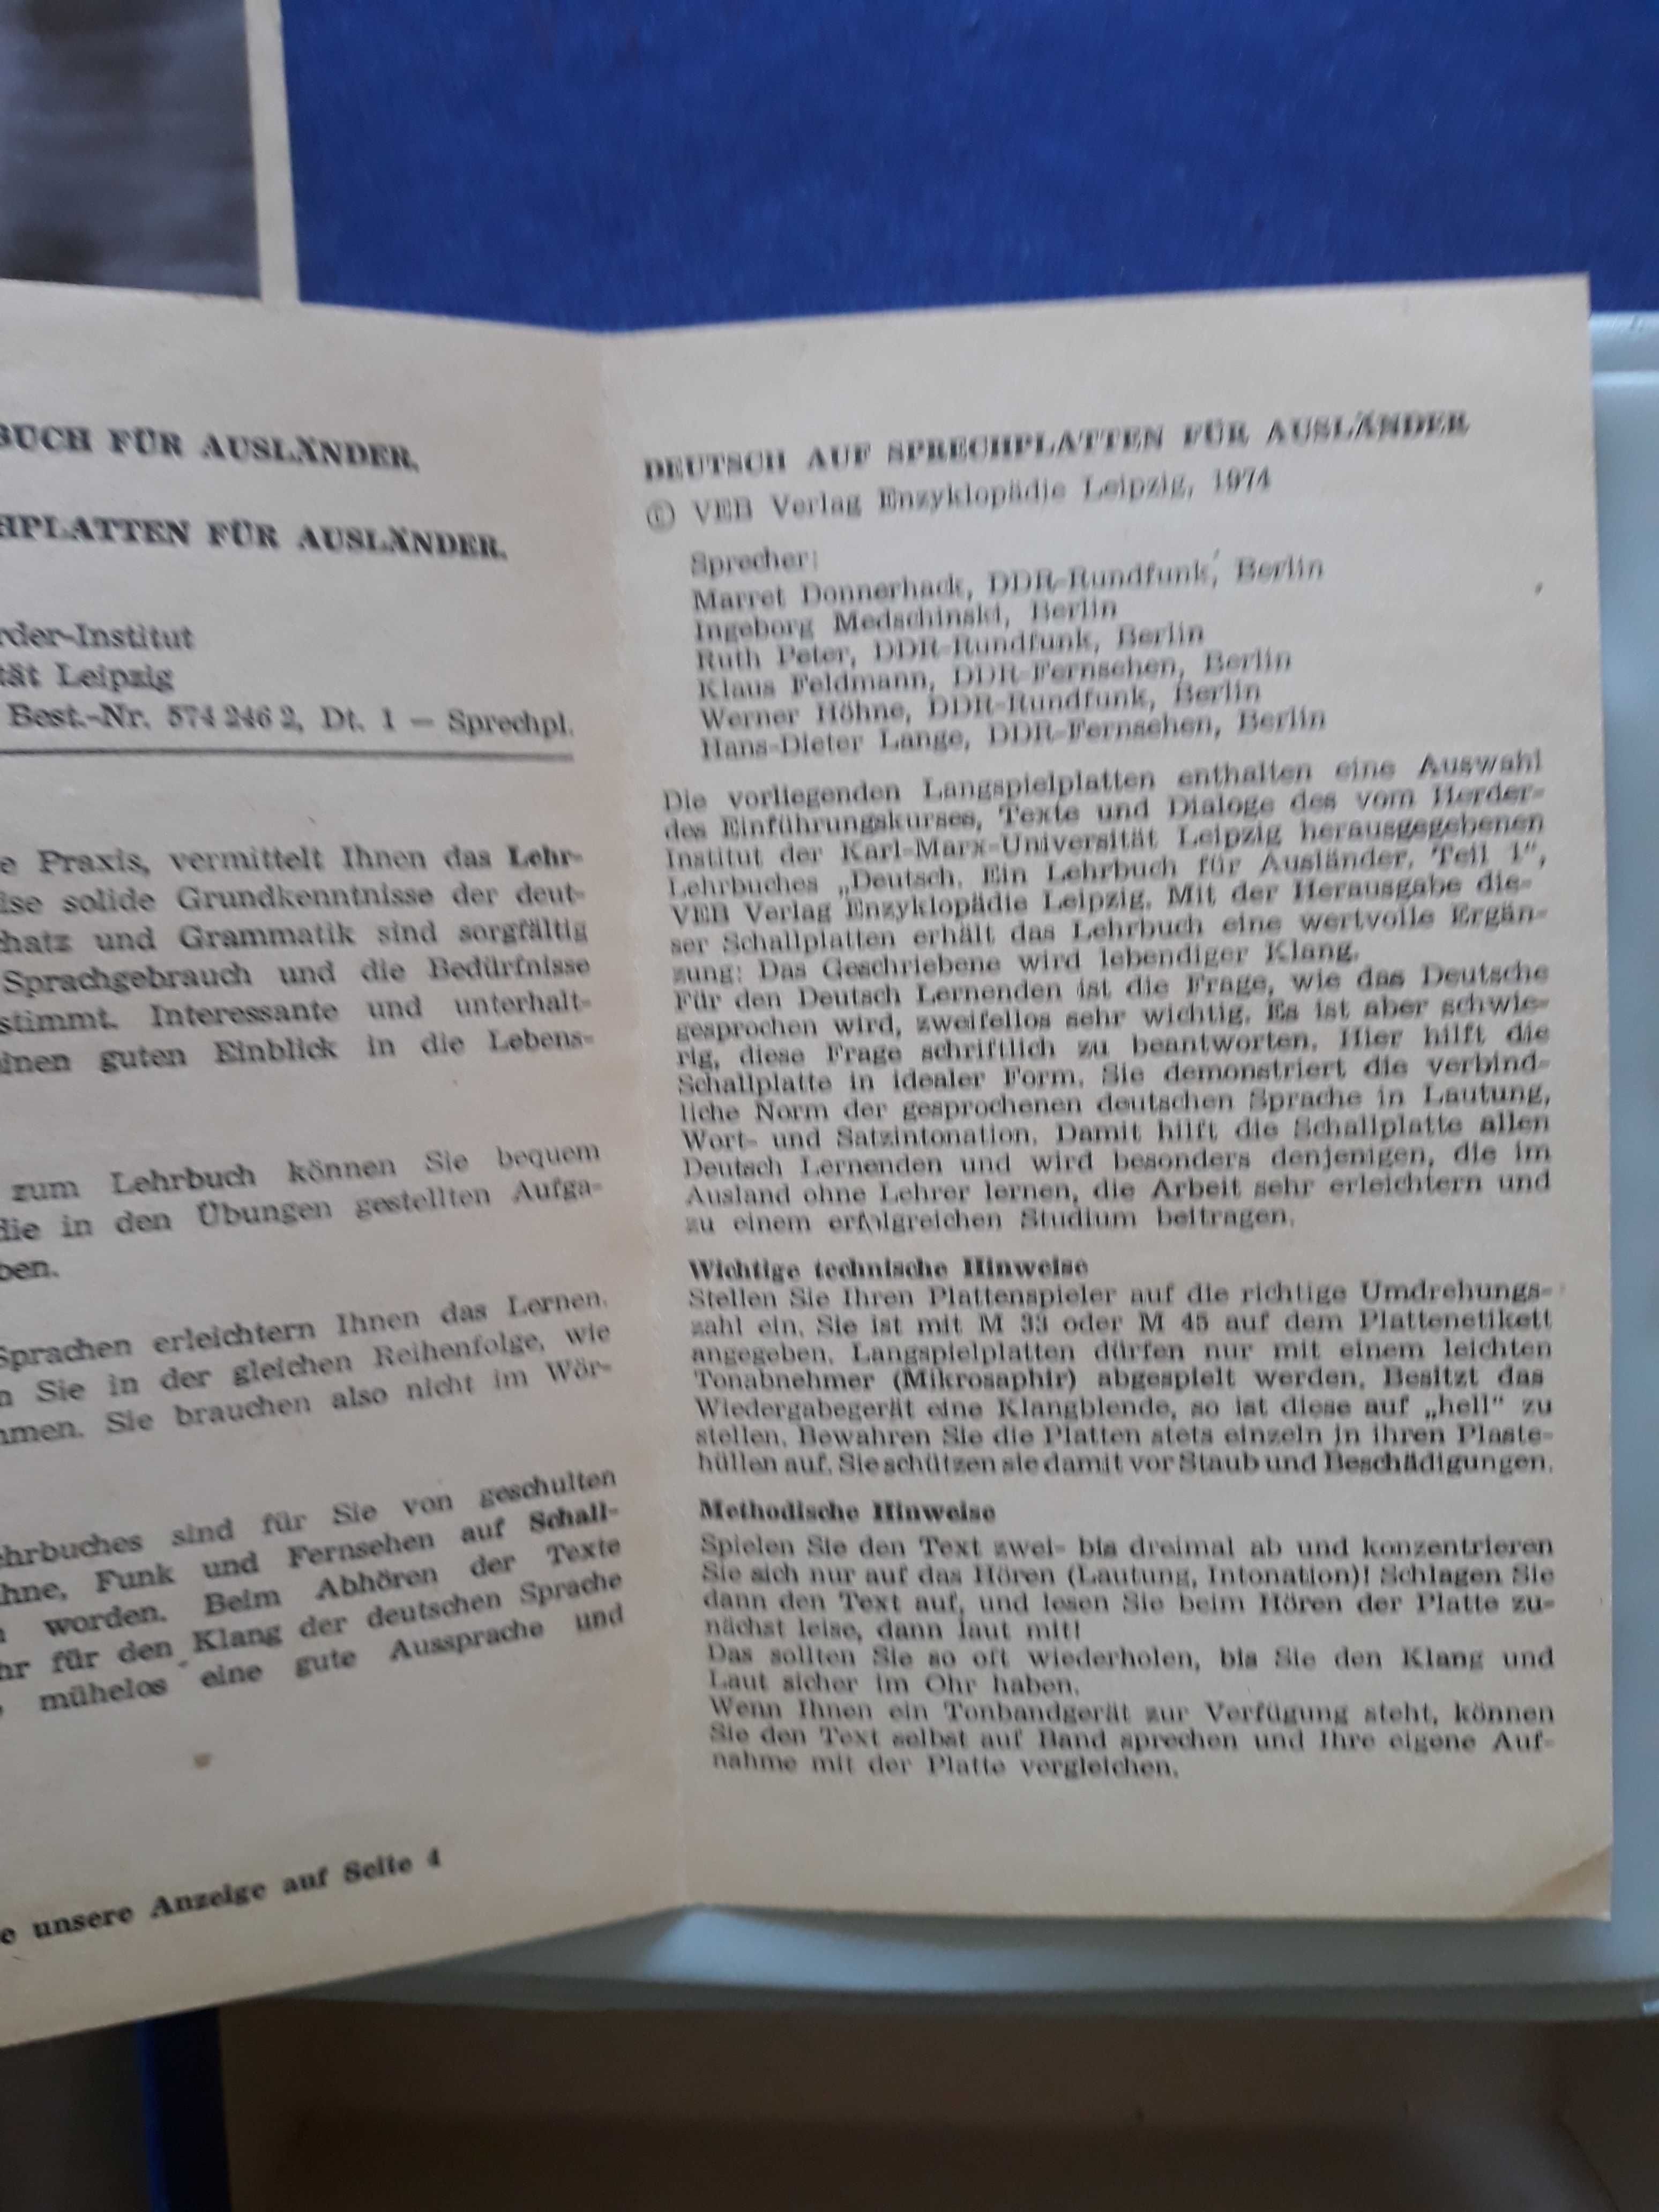 BUCH FÜR AUSLÄNDER,
HPLATTEN FÜR AUSLÄNDER,
rder-Institut
tät Leipzig
Best.-Nr. 574 246 2, Dt. 1 — Sprechpl.
e Praxis, vermittelt Ihnen das Lehr-
ise solide Grundkenntnisse der deut-
hatz und Grammatik sind sorgfältig
Sprachgebrauch und die Bedürfnisse
stimmt. Interessante und unterhalt-
inen guten Einblick in die Lebens-
zum Lehrbuch können Sie bequem
die in den Übungen gestellten Aufga-
ben.
Sprachen erleichtern Ihnen das Lernen.
n Sie in der gleichen Reihenfolge, wie
mmen. Sie brauchen also nicht im Wör-
ehrbuches sind für Sie von geschulten
hne, Funk und Fernsehen auf Schall-
n worden. Beim Abhören der Texte
hr für den Klang der deutschen Sprache
, mühelos eine gute Aussprache und
e unsere Anzeige auf Seite 4
DEUTSCH AUF SPRECHPLATTEN FÜR AUSLÄNDER
© VEB Verlag Enzyklopädie Leipzig, 1974
Sprecher:
Marret Donnerhack, DDR-Rundfunk, Berlin
Ingeborg Medschinski, Berlin
Ruth Peter, DDR-Rundfunk, Berlin
Klaus Feldmann, DDR-Fernsehen, Berlin
Werner Höhne, DDR-Rundfunk, Berlin
Hans-Dieter Lange, DDR-Fernsehen, Berlin
Die vorliegenden Langspielplatten enthalten eine Auswahl
des Einführungskurses, Texte und Dialoge des vom Herder-
Institut der Karl-Marx-Universität Leipzig herausgegebenen
Lehrbuches „Deutsch. Ein Lehrbuch für Ausländer. Teil 1“,
VEB Verlag Enzyklopädie Leipzig. Mit der Herausgabe die-
ser Schallplatten erhält das Lehrbuch eine wertvolle Ergän-
zung: Das Geschriebene wird lebendiger Klang.
Für den Deutsch Lernenden ist die Frage, wie das Deutsche
gesprochen wird, zweifellos sehr wichtig. Es ist aber schwie-
rig, diese Frage schriftlich zu beantworten. Hier hilft die
Schallplatte in idealer Form. Sie demonstriert die verbind-
liche Norm der gesprochenen deutschen Sprache in Lautung,
Wort- und Satzintonation. Damit hilft die Schallplatte allen
Deutsch Lernenden und wird besonders denjenigen, die im
Ausland ohne Lehrer lernen, die Arbeit sehr erleichtern und
zu einem erfolgreichen Studium beitragen.
Wichtige technische Hinweise
Stellen Sie Ihren Plattenspieler auf die richtige Umdrehungs-
zahl ein. Sie ist mit M 33 oder M 45 auf dem Plattenetikett
angegeben. Langspielplatten dürfen nur mit einem leichten
Tonabnehmer (Mikrosaphir) abgespielt werden. Besitzt das
Wiedergabegerät eine Klangblende, so ist diese auf „hell“ zu
stellen. Bewahren Sie die Platten stets einzeln in ihren Plaste-
hüllen auf. Sie schützen sie damit vor Staub und Beschädigungen.
Methodische Hinweise
Spielen Sie den Text zwei- bis dreimal ab und konzentrieren
Sie sich nur auf das Hören (Lautung, Intonation)! Schlagen Sie
dann den Text auf, und lesen Sie beim Hören der Platte zu-
nächst leise, dann laut mit!
Das sollten Sie so oft wiederholen, bis Sie den Klang und
Laut sicher im Ohr haben.
Wenn Ihnen ein Tonbandgerät zur Verfügung steht, können
Sie den Text selbst auf Band sprechen und Ihre eigene Auf-
nahme mit der Platte vergleichen.